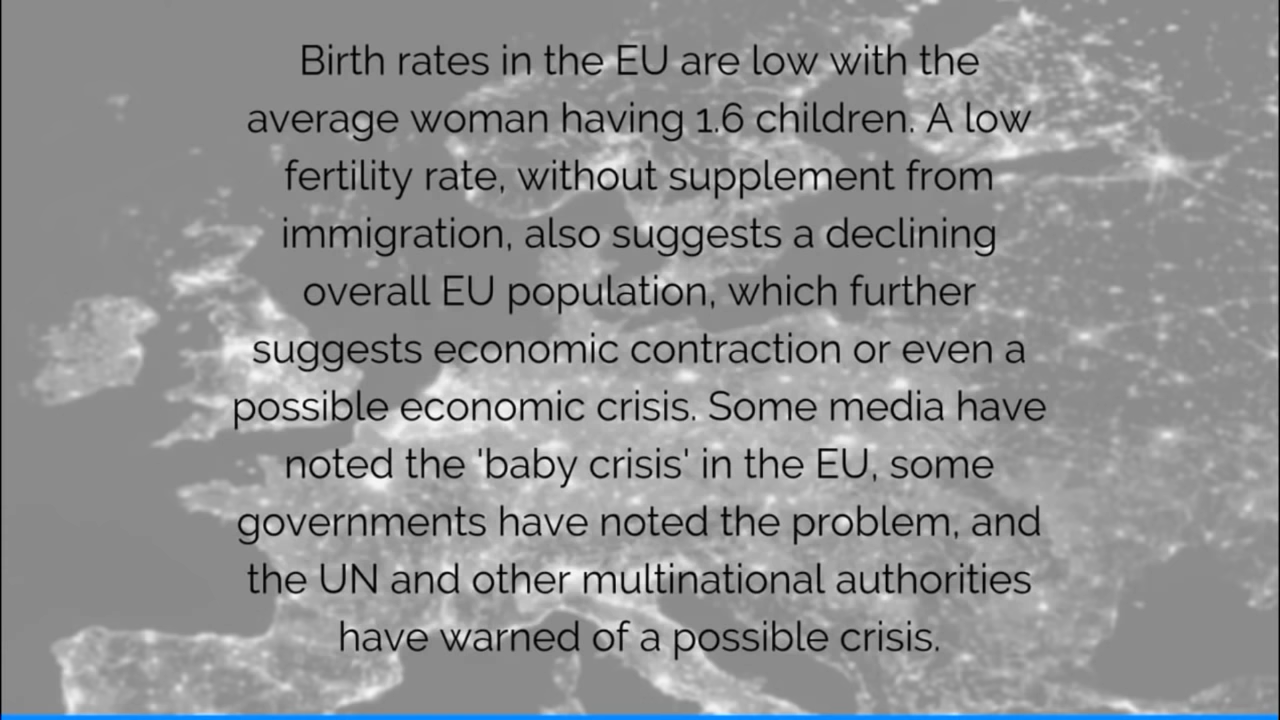 Birth rates in the EU are low with the
average woman having 1.6 children. A low
fertility rate, without supplement from
immigration, also suggests a declining
overall EU population, which further
suggests economic contraction or even a
possible economic crisis. Some media have
noted the 'baby crisis' in the EU, some
governments have noted the problem, and
the UN and other multinational authorities
have warned of a possible crisis.